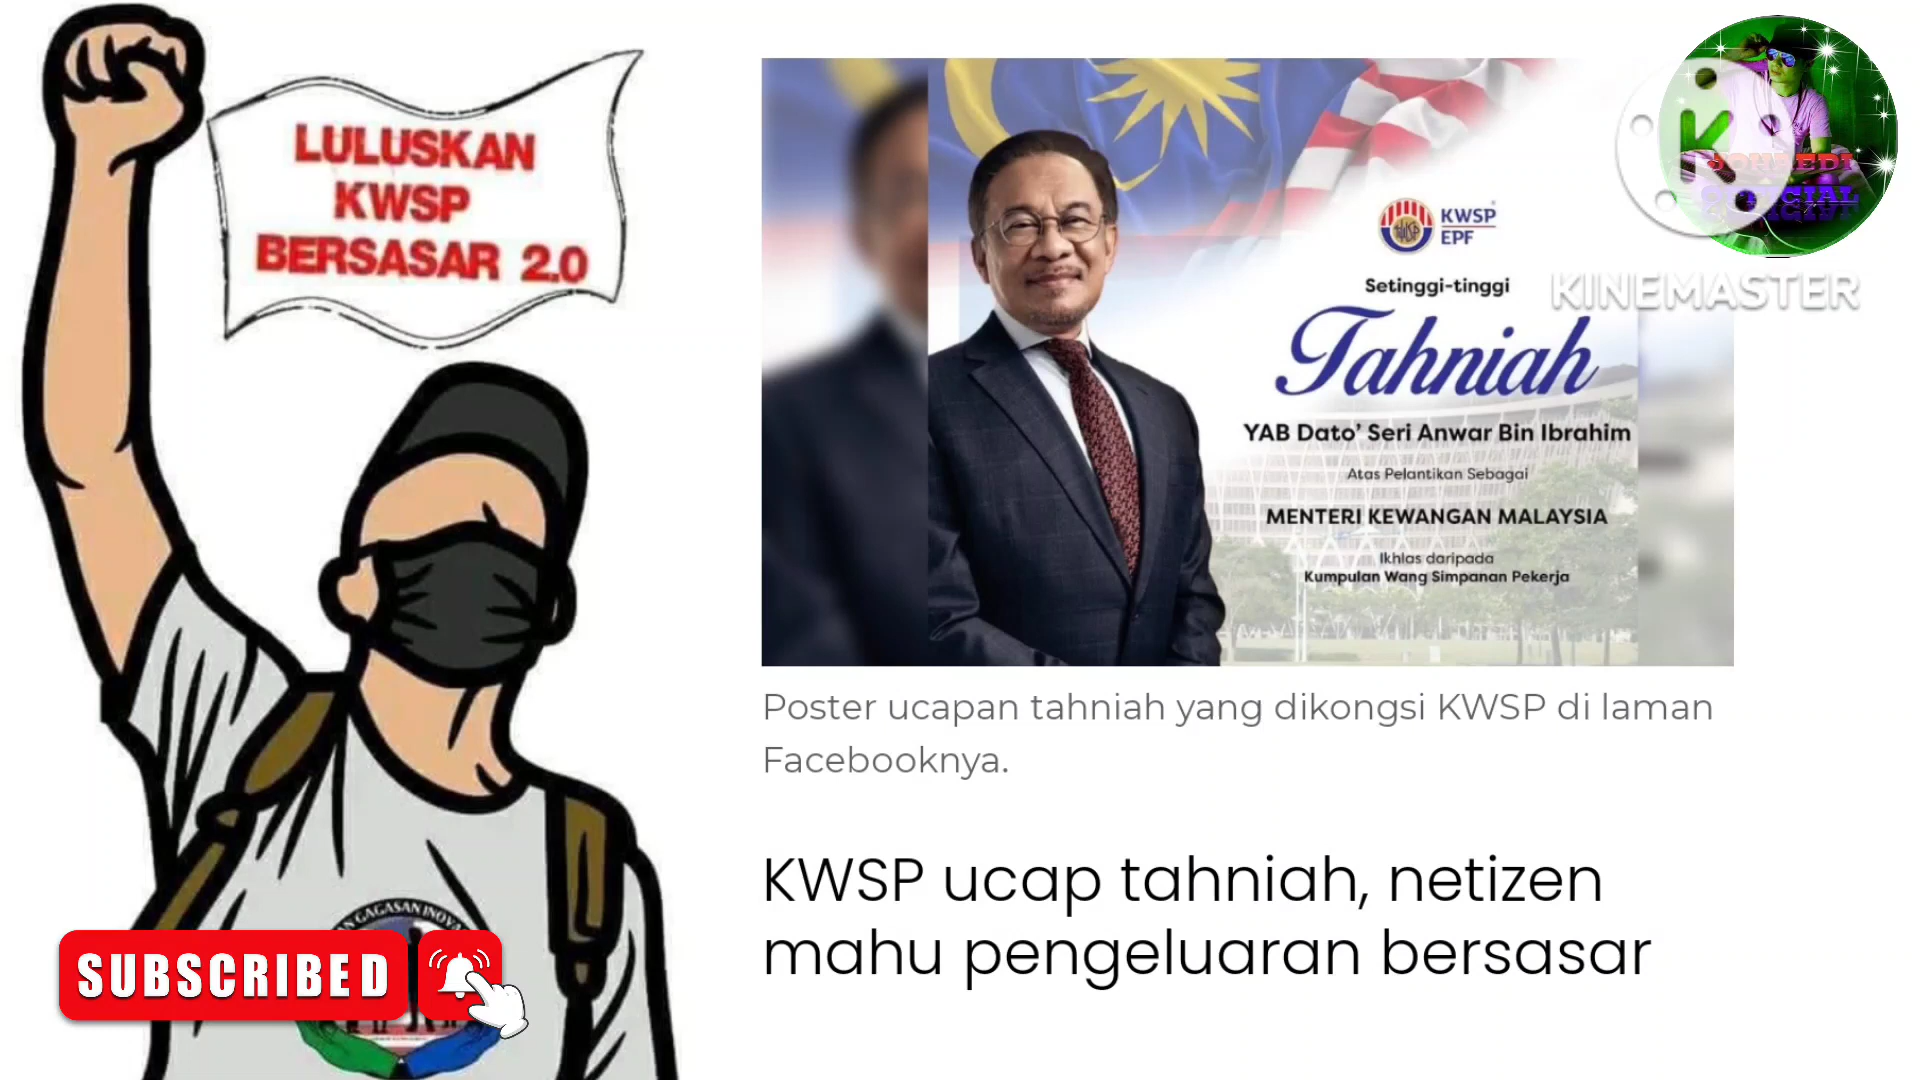 LULUSKAN
KWSP
BERSASAR 2.0
KWSP
EPF
Setinggi-tinggi
Tahniah
YAB Dato' Seri Anwar Bin Ibrahim
Atas Pelantikan Sebagai
MENTERI KEWANGAN MALAYSIA
Ikhlas daripada
Kumpulan Wang Simpanan Pekerja
K
OFFICIAL
KINEMASTER
Poster ucapan tahniah yang dikongsi KWSP di laman
Facebooknya.
KWSP ucap tahniah, netizen
mahu pengeluaran bersasar
GAGASAN
SUBSCRIBED